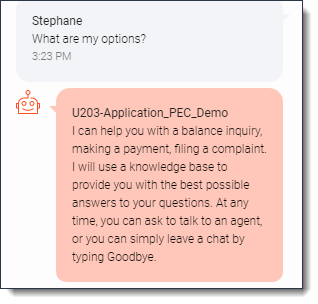 Stephane
What are my options?
3:23 PM
U203-Application_PEC_Demo
I can help you with a balance inquiry,
making a payment, filing a complaint.
I will use a knowledge base to
provide you with the best possible
answers to your questions. At any
time, you can ask to talk to an agent,
or you can simply leave a chat by
typing Goodbye.